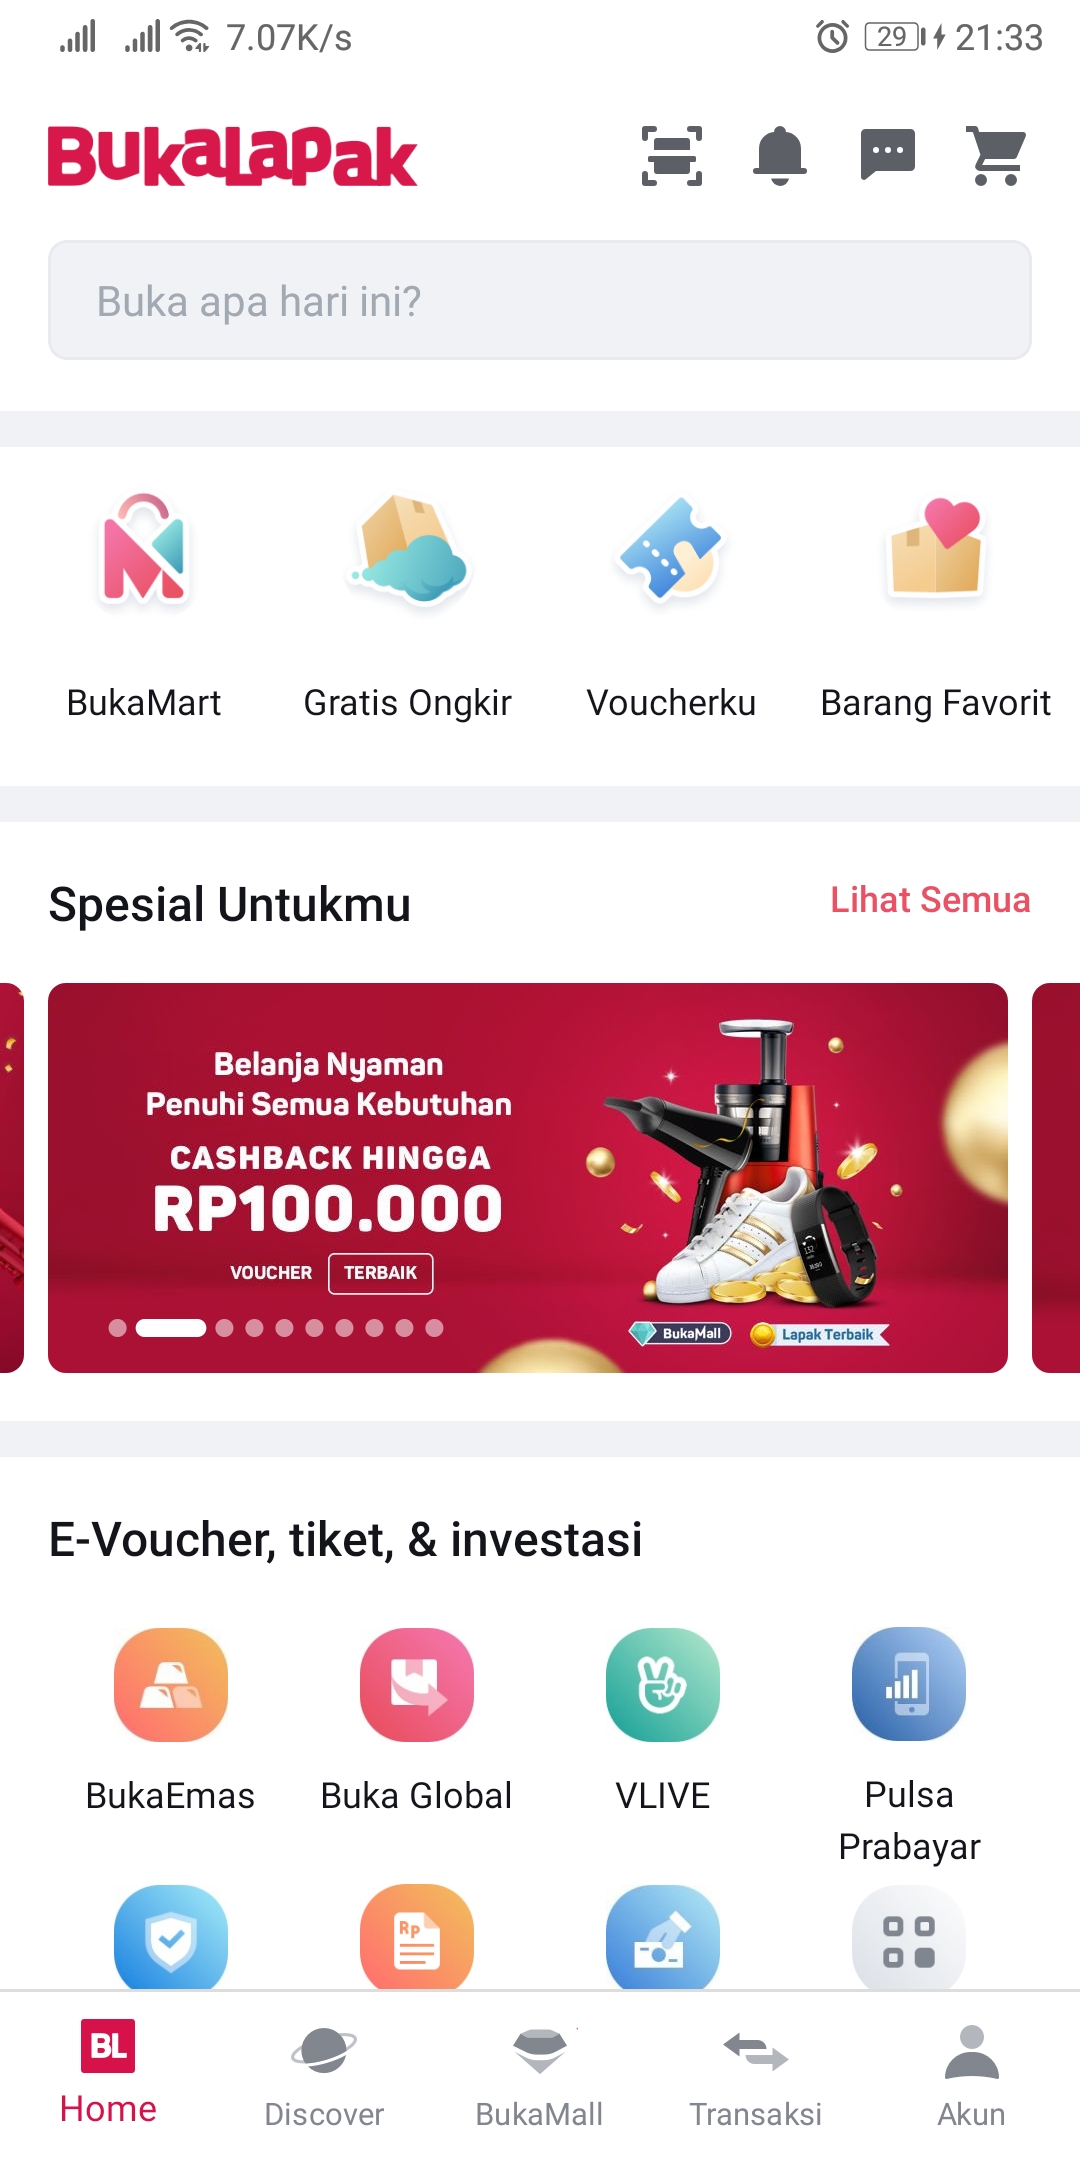 7.07K/s 29 21:33
BukaLapak
Buka apa hari ini?
BukaMart Gratis Ongkir Voucherku Barang Favorit
Spesial Untukmu Lihat Semua
Belanja Nyaman
Penuhi Semua Kebutuhan
CASHBACK HINGGA
RP100.000
VOUCHER TERBAIK
BukaMall Lapak Terbaik
E-Voucher, tiket, & investasi
BukaEmas Buka Global VLIVE Pulsa
Prabayar
Rp
BL
Home Discover BukaMall Transaksi Akun